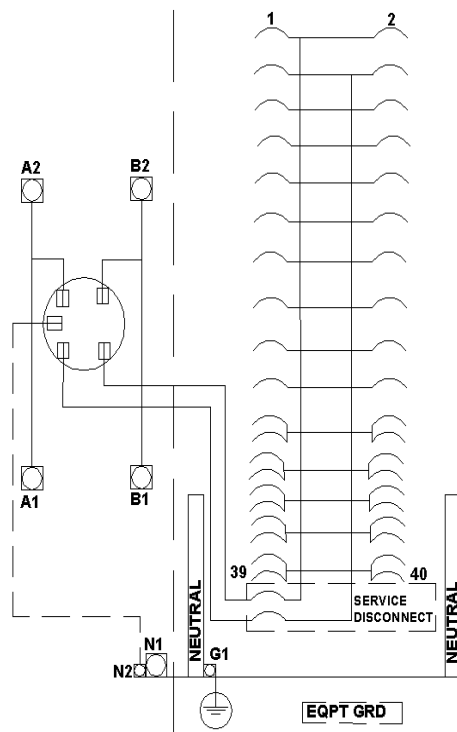 1 2
A2 B2
A1 B1
39 40
SERVICE
DISCONNECT
NEUTRAL
NEUTRAL
N1
N2
G1
EQPT GRD